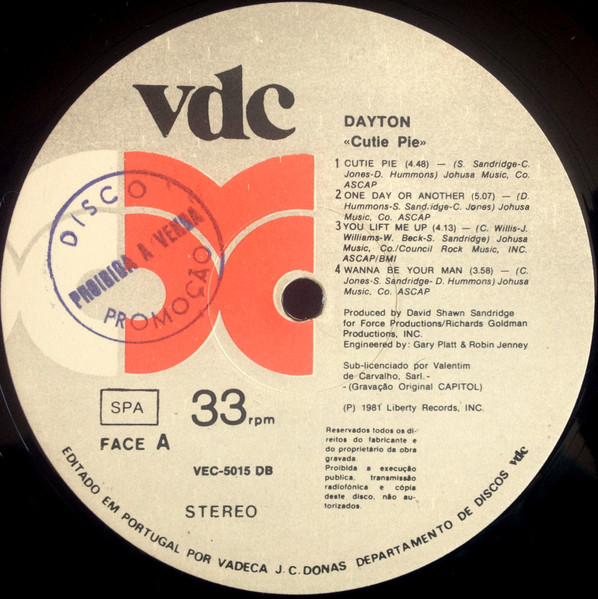 vdc
DAYTON
«Cutie Pie»
1 CUTIE PIE (4.48) — (S. Sandridge-C.
Jones-D. Hummons) Johusa Music, Co.
ASCAP
2 ONE DAY OR ANOTHER (5.07) — (D.
Hummons-S. Sandridge-C. Jones) Johusa
Music, Co. ASCAP
3 YOU LIFT ME UP (4.13) — (C. Willis-J.
Williams-W. Beck-S. Sandridge) Johusa
Music, Co./Council Rock Music, INC.
ASCAP/BMI
4 WANNA BE YOUR MAN (3.58) — (C.
Jones-S. Sandridge- D. Hummons) Johusa
Music, Co. ASCAP
Produced by David Shawn Sandridge
for Force Productions/Richards Goldman
Productions, INC.
Engineered by: Gary Platt & Robin Jenney
Sub-licenciado por Valentim
de Carvalho, Sarl.-
-(Gravação Original CAPITOL)
(P) 1981 Liberty Records, INC.
Reservados todos os di-
reitos do fabricante e
do proprietário da obra
gravada.
Proibida a execução
publica, transmissão
radiofónica e cópia
deste disco, não au-
torizados.
DISCO
PROIBIDA A VENDA
PROMOÇÃO
SPA
33 rpm
FACE A
VEC-5015 DB
STEREO
EDITADO EM PORTUGAL POR VADECA J.C. DONAS DEPARTAMENTO DE DISCOS vdc